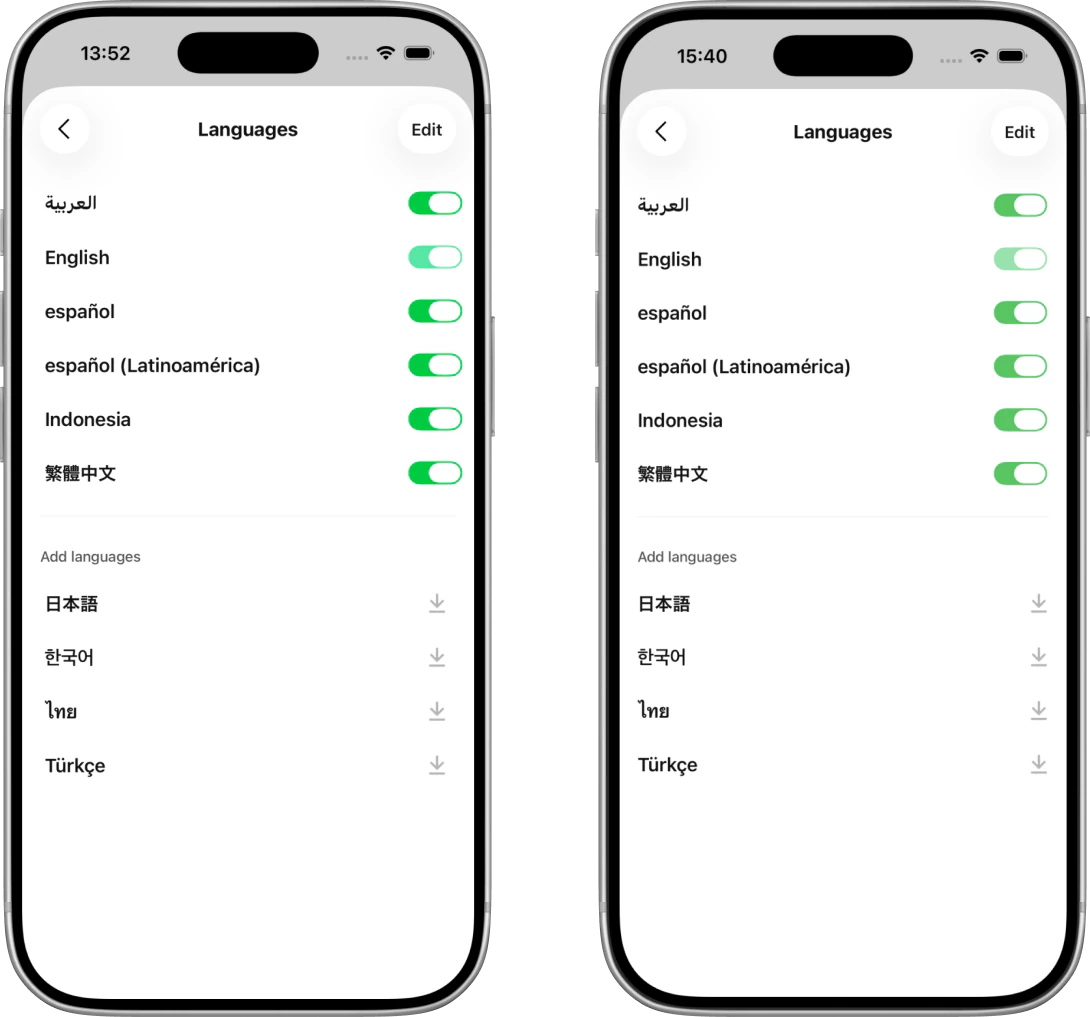 13:52
Languages
Edit
العربية
English
español
español (Latinoamérica)
Indonesia
繁體中文
Add languages
日本語
한국어
ไทย
Türkçe
15:40
Languages
Edit
العربية
English
español
español (Latinoamérica)
Indonesia
繁體中文
Add languages
日本語
한국어
ไทย
Türkçe